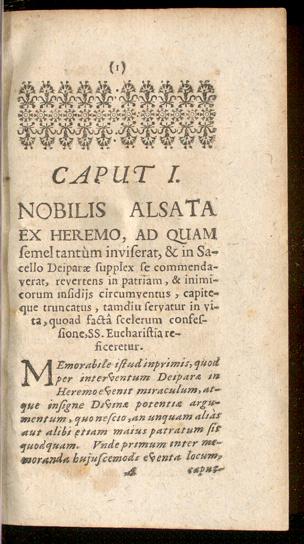 (1)
CAPUT I.
NOBILIS ALSATA
EX HEREMO, AD QUAM
semel tantùm inviserat, & in Sa-
cello Deiparæ supplex se commenda-
verat, revertens in patriam, & inimi-
corum insidijs circumventus, capite-
que truncatus, tamdiu servatur in vi-
ta, quoad factâ scelerum confes-
sione, SS. Eucharistia re-
ficeretur.
MEmorabile istud inprimis, quod
per interventum Deiparæ in
Heremo evenit miraculum, at-
que insigne Divinæ potentiæ argu-
mentum, quo nescio, an unquam aliàs
aut alibi etiam maius patratum sit
quodquam. Vnde primum inter me-
moranda hujuscemodi eventa locum,
A caput